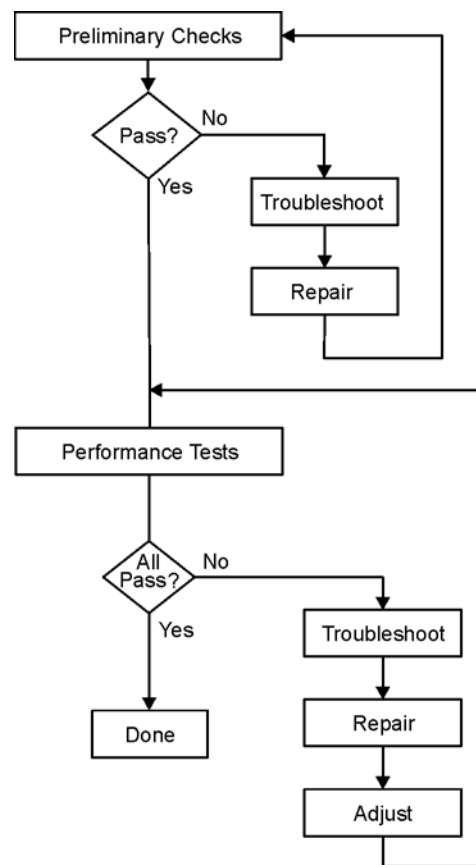 Preliminary Checks
Pass?
No
Yes
Troubleshoot
Repair
Performance Tests
All
Pass?
No
Yes
Troubleshoot
Done
Repair
Adjust